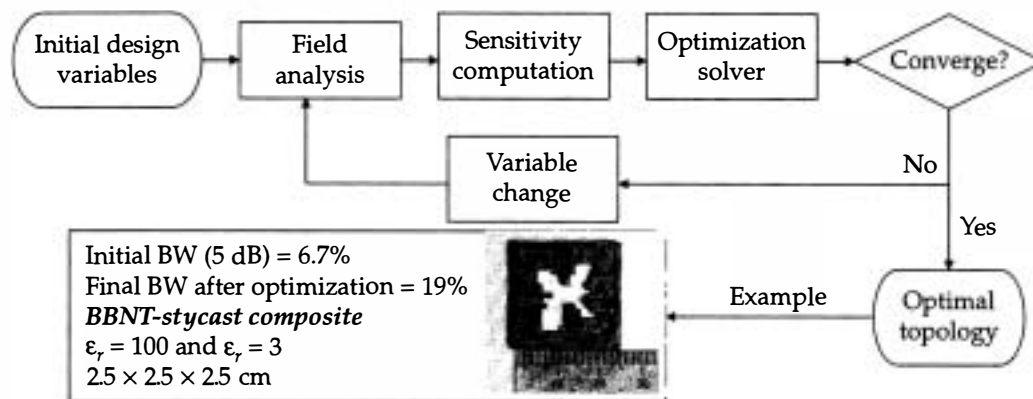 Initial design
variables
Field
analysis
Sensitivity
computation
Optimization
solver
Converge?
No
Variable
change
Yes
Optimal
topology
Example
Initial BW (5 dB) = 6.7%
Final BW after optimization = 19%
BBNT-stycast composite
εr = 100 and εr = 3
2.5 × 2.5 × 2.5 cm